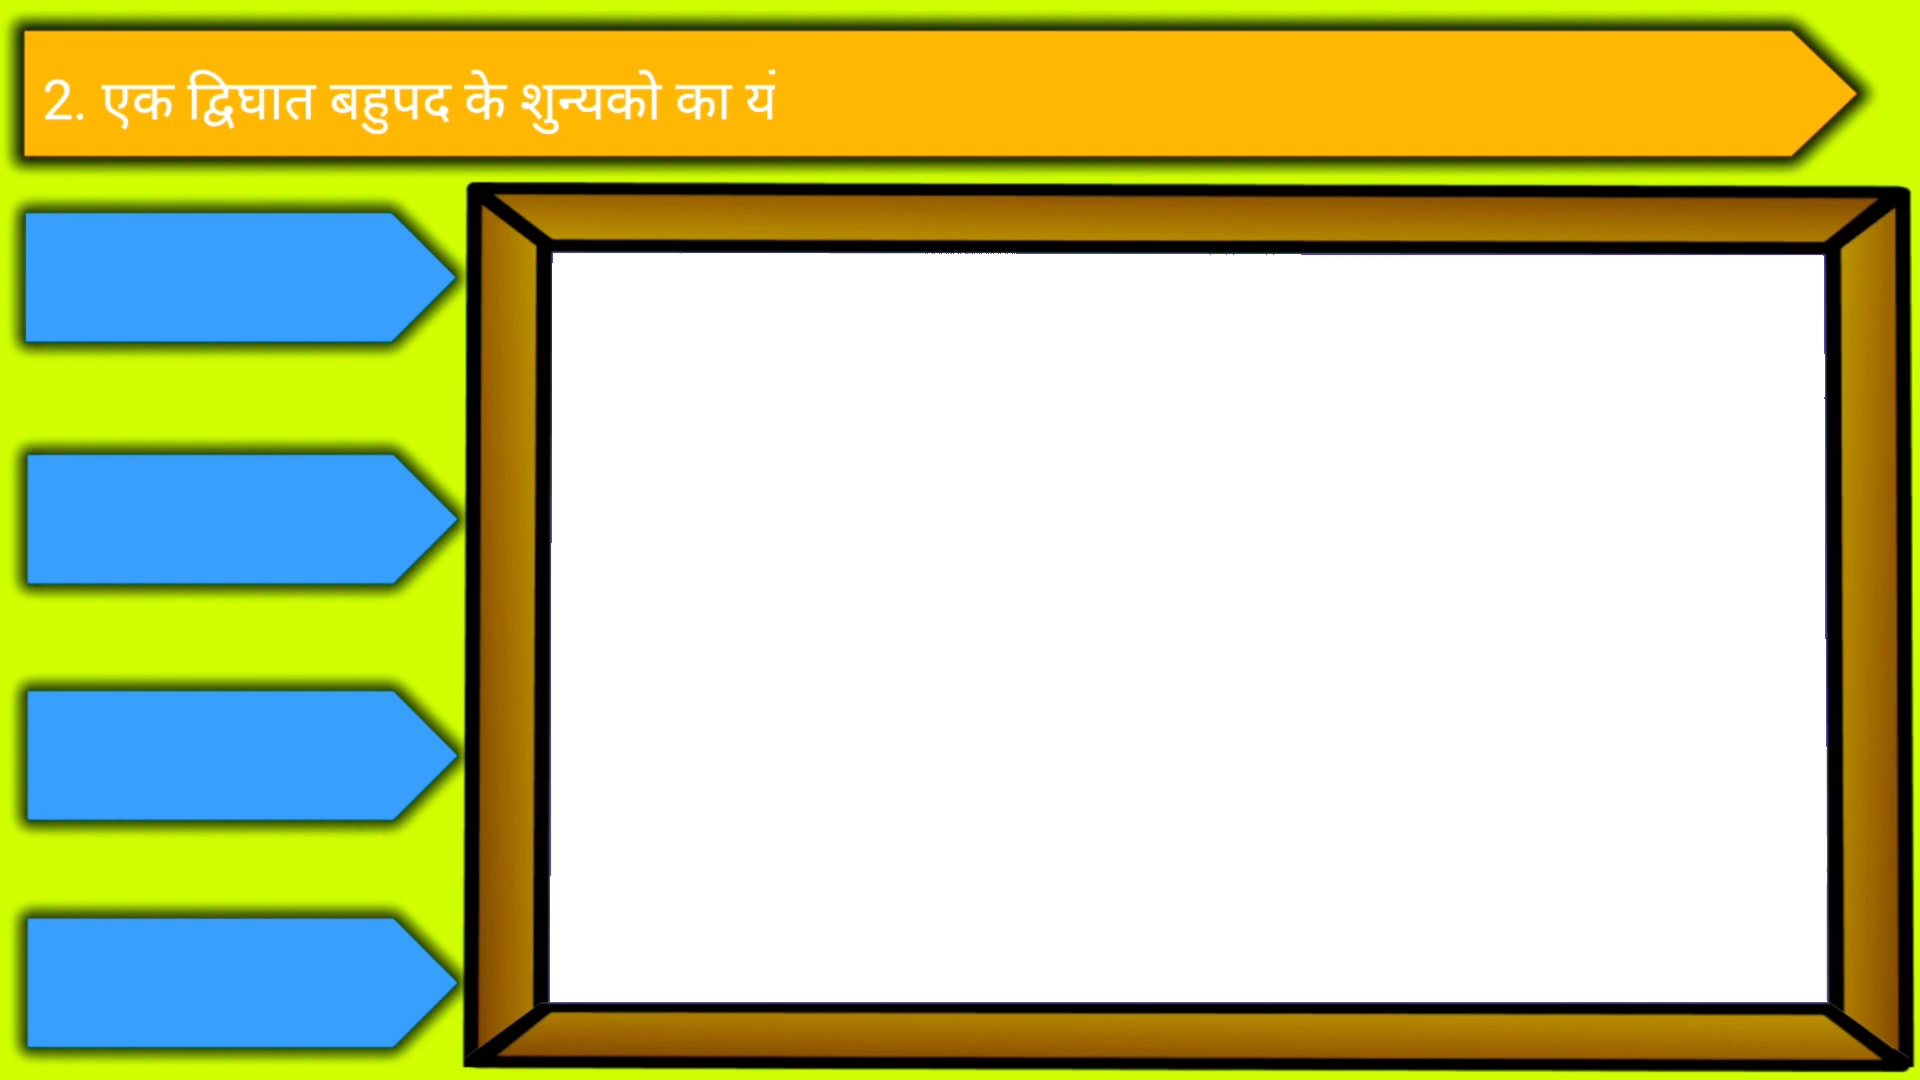 2. एक द्विघात बहुपद के शुन्यको का यं